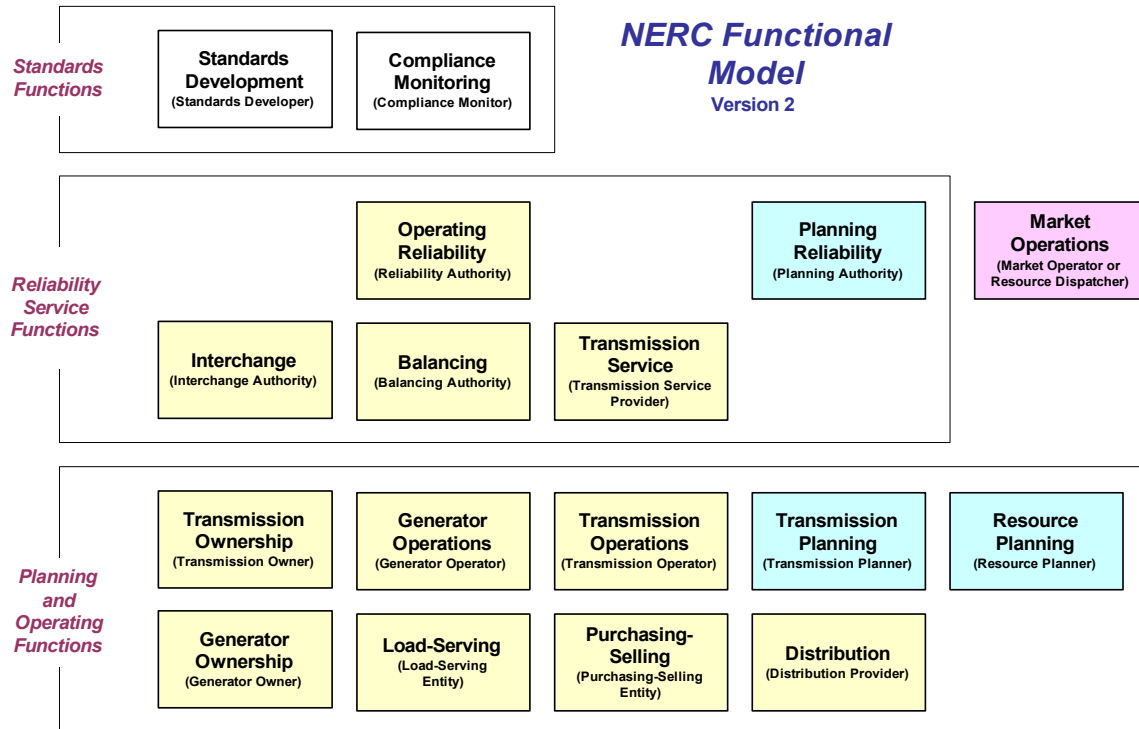 NERC Functional
Model
Version 2
Standards
Functions
Standards
Development
(Standards Developer)
Compliance
Monitoring
(Compliance Monitor)
Reliability
Service
Functions
Operating
Reliability
(Reliability Authority)
Planning
Reliability
(Planning Authority)
Market
Operations
(Market Operator or
Resource Dispatcher)
Interchange
(Interchange Authority)
Balancing
(Balancing Authority)
Transmission
Service
(Transmission Service
Provider)
Planning
and
Operating
Functions
Transmission
Ownership
(Transmission Owner)
Generator
Operations
(Generator Operator)
Transmission
Operations
(Transmission Operator)
Transmission
Planning
(Transmission Planner)
Resource
Planning
(Resource Planner)
Generator
Ownership
(Generator Owner)
Load-Serving
(Load-Serving
Entity)
Purchasing-
Selling
(Purchasing-Selling
Entity)
Distribution
(Distribution Provider)